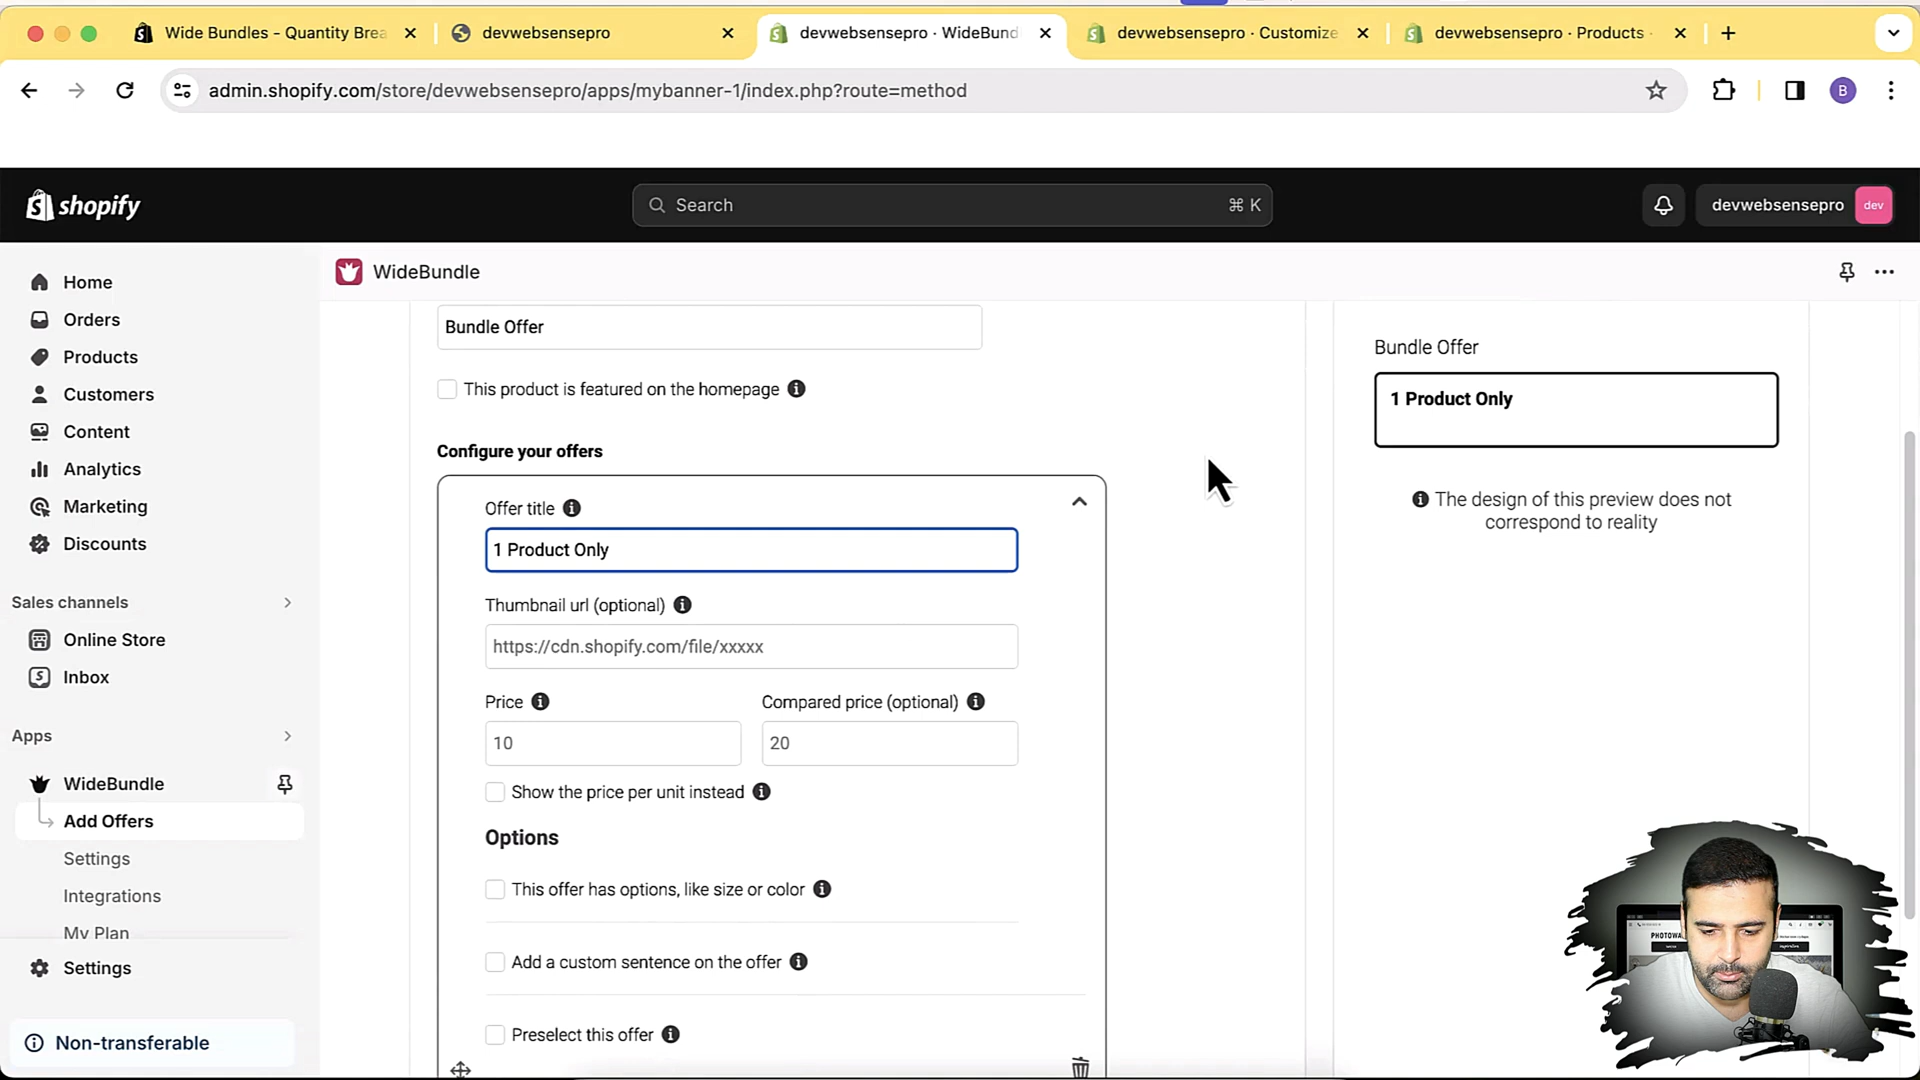 Wide Bundles - Quantity Brea
devwebsensepro
devwebsensepro · WideBund
devwebsensepro · Customize
devwebsensepro · Products ·
admin.shopify.com/store/devwebsensepro/apps/mybanner-1/index.php?route=method
B
shopify
Search
⌘ K
devwebsensepro
dev
Home
Orders
Products
Customers
Content
Analytics
Marketing
Discounts
Sales channels
Online Store
Inbox
Apps
WideBundle
Add Offers
Settings
Integrations
My Plan
Settings
Non-transferable
WideBundle
Bundle Offer
This product is featured on the homepage
Configure your offers
Offer title
1 Product Only
Thumbnail url (optional)
https://cdn.shopify.com/file/xxxxx
Price
Compared price (optional)
10
20
Show the price per unit instead
Options
This offer has options, like size or color
Add a custom sentence on the offer
Preselect this offer
Bundle Offer
1 Product Only
The design of this preview does not
correspond to reality